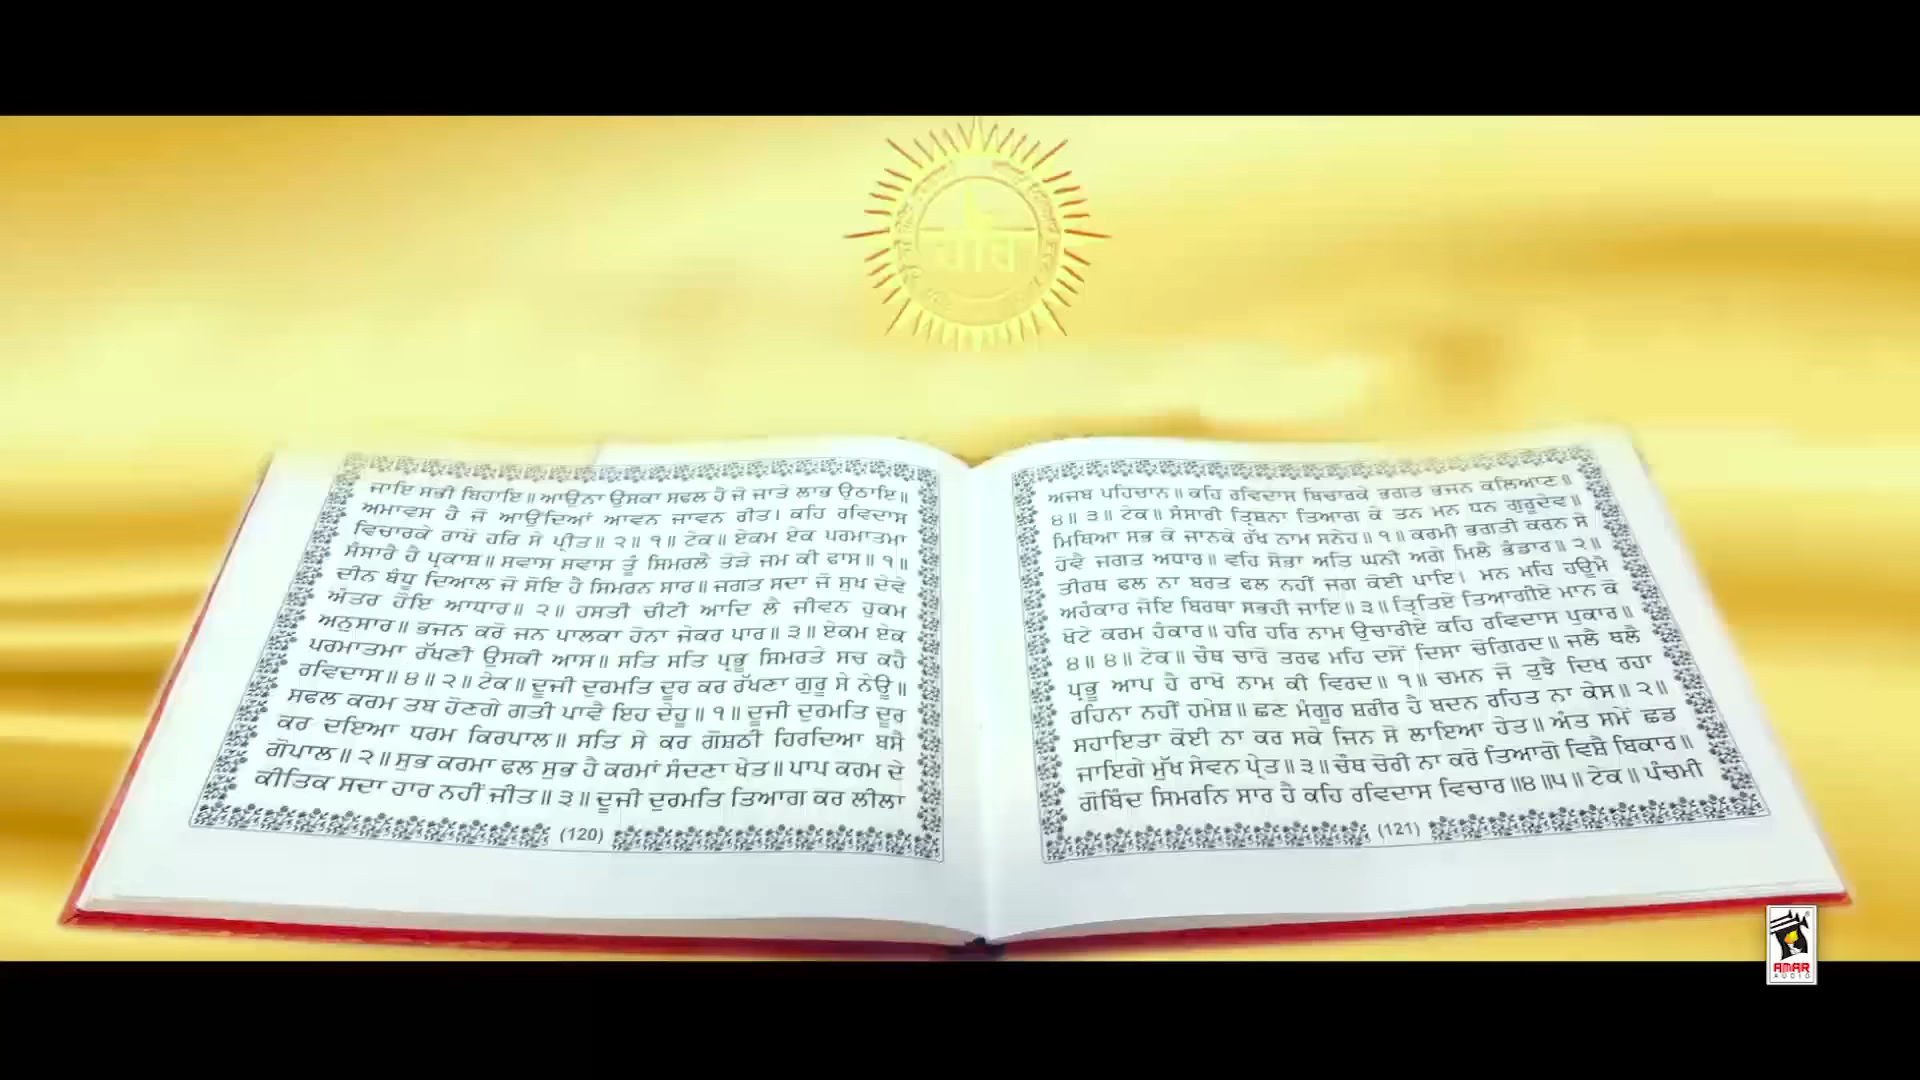 ਜਾਇ ਸਭੀ ਬਿਹਾਇ॥ ਆਉਨਾ ਉਸਕਾ ਸਫਲ ਹੈ ਜੋ ਜਾਤੇ ਲਾਭ ਉਠਾਇ॥
ਅਮਾਵਸ ਹੈ ਜੋ ਆਉਂਦਿਆਂ ਆਵਨ ਜਾਵਨ ਰੀਤ। ਕਹਿ ਰਵਿਦਾਸ
ਵਿਚਾਰਕੇ ਰਾਖੋ ਹਰਿ ਸੇ ਪ੍ਰੀਤ॥ ੨॥ ੧॥ ਟੇਕ॥ ਏਕਮ ਏਕ ਪਰਮਾਤਮਾ
ਸੰਸਾਰੈ ਹੈ ਪ੍ਰਕਾਸ਼॥ ਸਵਾਸ ਸਵਾਸ ਤੂੰ ਸਿਮਰਲੈ ਤੋੜੇ ਜਮ ਕੀ ਫਾਸ॥ ੧॥
ਦੀਨ ਬੰਧੂ ਦਿਆਲ ਜੋ ਸੋਇ ਹੈ ਸਿਮਰਨ ਸਾਰ॥ ਜਗਤ ਸਦਾ ਜੋ ਸੁਖ ਦੇਵੇ
ਅੰਤਰ ਹੋਇ ਆਧਾਰ॥ ੨॥ ਹਸਤੀ ਚੀਟੀ ਆਦਿ ਲੈ ਜੀਵਨ ਹੁਕਮ
ਅਨੁਸਾਰ॥ ਭਜਨ ਕਰੋ ਜਨ ਪਾਲਕਾ ਹੋਨਾ ਜੇਕਰ ਪਾਰ॥ ੩॥ ਏਕਮ ਏਕ
ਪਰਮਾਤਮਾ ਰੱਖਣੀ ਉਸਕੀ ਆਸ॥ ਸਤਿ ਸਤਿ ਪ੍ਰਭੂ ਸਿਮਰਤੇ ਸਚ ਕਹੈ
ਰਵਿਦਾਸ॥ ੪॥ ੨॥ ਟੇਕ॥ ਦੂਜੀ ਦੁਰਮਤਿ ਦੂਰ ਕਰ ਰੱਖਣਾ ਗੁਰੂ ਸੇ ਨੇਊ॥
ਸਫਲ ਕਰਮ ਤਬ ਹੋਣਗੇ ਗਤੀ ਪਾਵੈ ਇਹ ਦੇਹੂ॥ ੧॥ ਦੂਜੀ ਦੁਰਮਤਿ ਦੂਰ
ਕਰ ਦਇਆ ਧਰਮ ਕਿਰਪਾਲ॥ ਸਤਿ ਸੇ ਕਰ ਗੋਸ਼ਠੀ ਹਿਰਦਿਆ ਬਸੈ
ਗੋਪਾਲ॥ ੨॥ ਸੁਭ ਕਰਮਾ ਫਲ ਸੁਭ ਹੈ ਕਰਮਾਂ ਸੰਦਣਾ ਖੇਤ॥ ਪਾਪ ਕਰਮ ਦੇ
ਕੀਤਿਕ ਸਦਾ ਹਾਰ ਨਹੀਂ ਜੀਤ॥ ੩॥ ਦੂਜੀ ਦੁਰਮਤਿ ਤਿਆਗ ਕਰ ਲੀਲਾ
(120)
ਅਜਬ ਪਹਿਚਾਨ॥ ਕਹਿ ਰਵਿਦਾਸ ਬਿਚਾਰਕੇ ਭਗਤ ਭਜਨ ਕਲਿਆਣ॥
੪॥ ੩॥ ਟੇਕ॥ ਸੰਸਾਰੀ ਤ੍ਰਿਸ਼ਨਾ ਤਿਆਗ ਕੇ ਤਨ ਮਨ ਧਨ ਗੁਰੂਦੇਵ॥
ਮਿਥਿਆ ਸਭ ਕੋ ਜਾਨਕੇ ਰੱਖ ਨਾਮ ਸਨੇਹ॥ ੧॥ ਕਰਮੀ ਭਗਤੀ ਕਰਨ ਸੇ
ਹੋਵੈ ਜਗਤ ਅਧਾਰ॥ ਵਹਿ ਸੋਭਾ ਅਤਿ ਘਨੀ ਅਗੇ ਮਿਲੈ ਭੰਡਾਰ॥ ੨॥
ਤੀਰਥ ਫਲ ਨਾ ਬਰਤ ਫਲ ਨਹੀਂ ਜਗ ਕੋਈ ਪਾਇ। ਮਨ ਮਹਿ ਹਊਮੈ
ਅਹੰਕਾਰ ਜੋਇ ਬਿਰਥਾ ਸਭਹੀ ਜਾਇ॥ ੩॥ ਤ੍ਰਿਤਿਏ ਤਿਆਗੀਏ ਮਾਨ ਕੋ
ਖੋਟੇ ਕਰਮ ਹੰਕਾਰ॥ ਹਰਿ ਹਰਿ ਨਾਮ ਉਚਾਰੀਏ ਕਹਿ ਰਵਿਦਾਸ ਪੁਕਾਰ॥
੪॥ ੪॥ ਟੇਕ॥ ਚੌਥ ਚਾਰੋ ਤਰਫ ਮਹਿ ਦਸੋਂ ਦਿਸਾ ਚੋਗਿਰਦ॥ ਜਲੈ ਥਲੈ
ਪ੍ਰਭੂ ਆਪ ਹੈ ਰਾਖੋ ਨਾਮ ਕੀ ਵਿਰਦ॥ ੧॥ ਚਮਨ ਜੋ ਤੁਝੈ ਦਿਖ ਰਹਾ
ਰਹਿਨਾ ਨਹੀਂ ਹਮੇਸ਼॥ ਛਣ ਮੰਗੂਰ ਸ਼ਰੀਰ ਹੈ ਬਦਨ ਰਹਿਤ ਨਾ ਕੇਸ॥ ੨॥
ਸਹਾਇਤਾ ਕੋਈ ਨਾ ਕਰ ਸਕੇ ਜਿਨ ਸੋ ਲਾਇਆ ਹੇਤ॥ ਅੰਤ ਸਮੇਂ ਛਡ
ਜਾਇਗੇ ਮੁੱਖ ਸੇਵਨ ਪ੍ਰੇਤ॥ ੩॥ ਚੌਥ ਚੋਰੀ ਨਾ ਕਰੋ ਤਿਆਗੋ ਵਿਸ਼ੈ ਬਿਕਾਰ॥
ਗੋਬਿੰਦ ਸਿਮਰਨਿ ਸਾਰ ਹੈ ਕਹਿ ਰਵਿਦਾਸ ਵਿਚਾਰ॥੪॥੫॥ ਟੇਕ॥ ਪੰਚਮੀ
(121)
AMAR
AUDIO